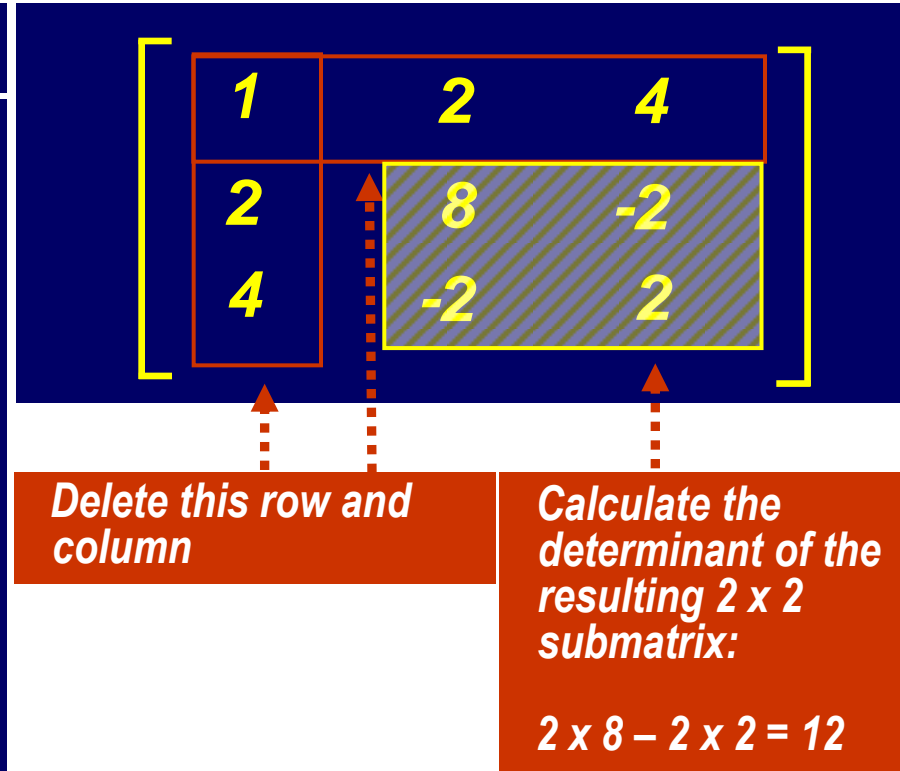 1 2 4
2 8 -2
4 -2 2
Delete this row and
column
Calculate the
determinant of the
resulting 2 x 2
submatrix:
2 x 8 – 2 x 2 = 12